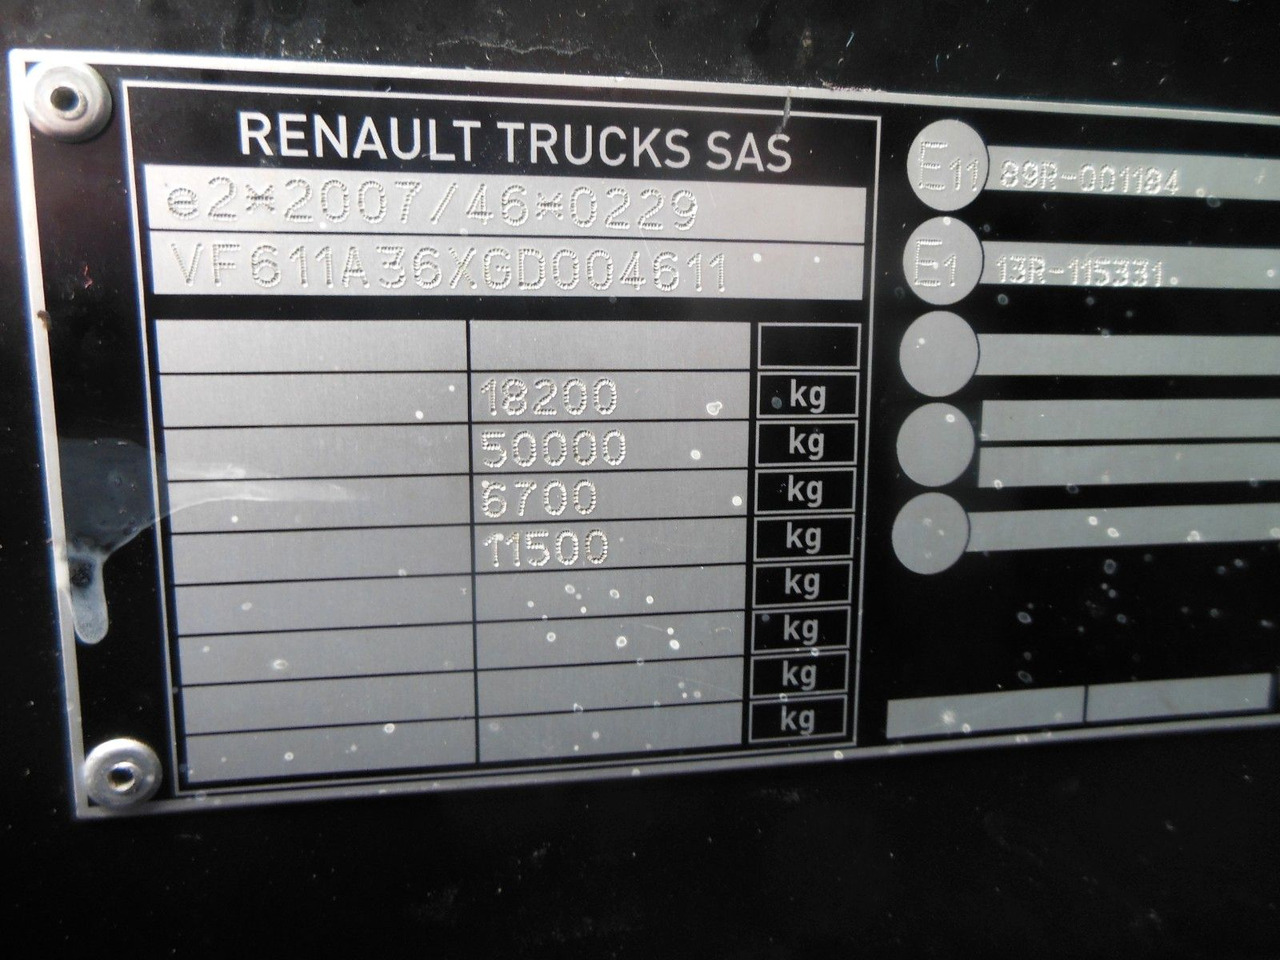 RENAULT TRUCKS SAS
e2*2007/46*0229
VF611A36XGD004611
18200 kg
50000 kg
6700 kg
11500 kg
kg
kg
kg
kg
E11 89R-001184
E1 13R-115331